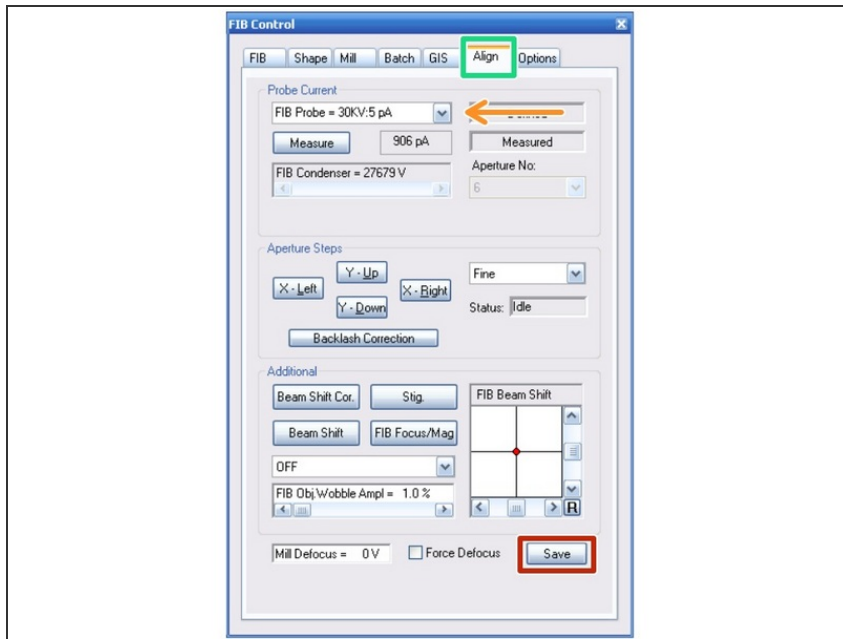 FIB Control
FIB Shape Mill Batch GIS Align Options
Probe Current
FIB Probe = 30KV:5 pA
Measure 906 pA Measured
FIB Condenser = 27679 V
Aperture No:
6
Aperture Steps
Y - Up
X - Left X - Right
Y - Down
Fine
Status: Idle
Backlash Correction
Additional
Beam Shift Cor. Stig.
Beam Shift FIB Focus/Mag
OFF
FIB Obj.Wobble Ampl = 1.0 %
FIB Beam Shift
R
Mill Defocus = 0 V Force Defocus Save